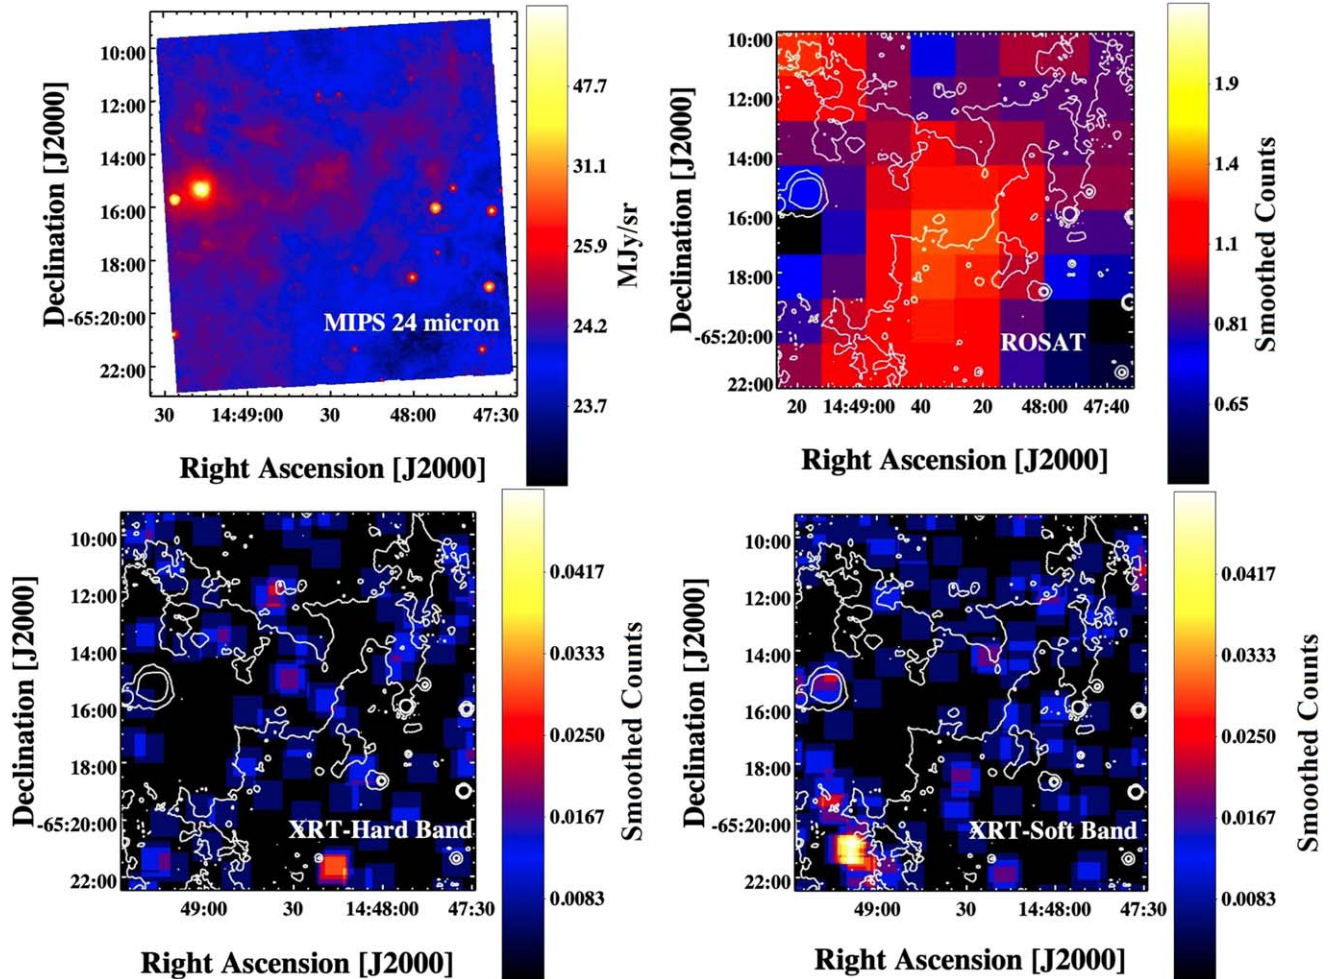 10:00
12:00
14:00
16:00
18:00
-65:20:00
22:00
Declination [J2000]
MIPS 24 micron
30 14:49:00 30 14:48:00 47:30
Right Ascension [J2000]
47.7
31.1
25.9
24.2
23.7
MJy/sr
10:00
12:00
14:00
16:00
18:00
-65:20:00
22:00
Declination [J2000]
ROSAT
20 14:49:00 40 20 48:00 47:40
Right Ascension [J2000]
1.9
1.4
1.1
0.81
0.65
Smoothed Counts
10:00
12:00
14:00
16:00
18:00
-65:20:00
22:00
Declination [J2000]
XRT-Hard Band
49:00 30 14:48:00 47:30
Right Ascension [J2000]
0.0417
0.0333
0.0250
0.0167
0.0083
Smoothed Counts
10:00
12:00
14:00
16:00
18:00
-65:20:00
22:00
Declination [J2000]
XRT-Soft Band
49:00 30 14:48:00 47:30
Right Ascension [J2000]
0.0417
0.0333
0.0250
0.0167
0.0083
Smoothed Counts